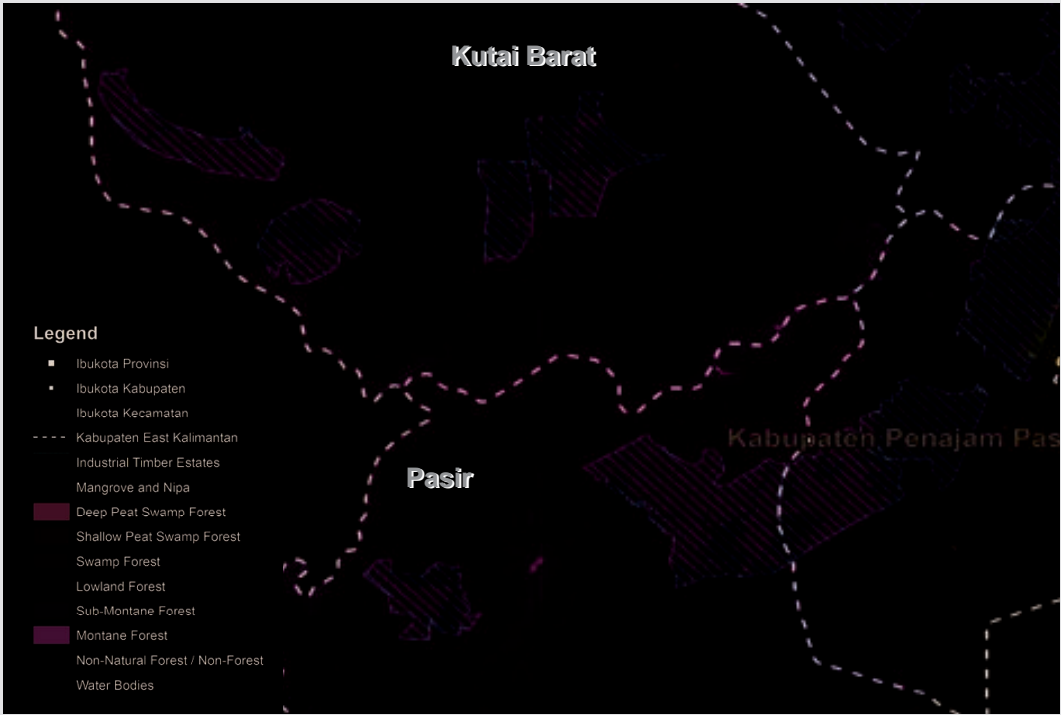 Kutai Barat
Legend
Ibukota Provinsi
Ibukota Kabupaten
Ibukota Kecamatan
Kabupaten East Kalimantan
Industrial Timber Estates
Mangrove and Nipa
Deep Peat Swamp Forest
Shallow Peat Swamp Forest
Swamp Forest
Lowland Forest
Sub-Montane Forest
Montane Forest
Non-Natural Forest / Non-Forest
Water Bodies
Kabupaten Penajam Pas
Pasir